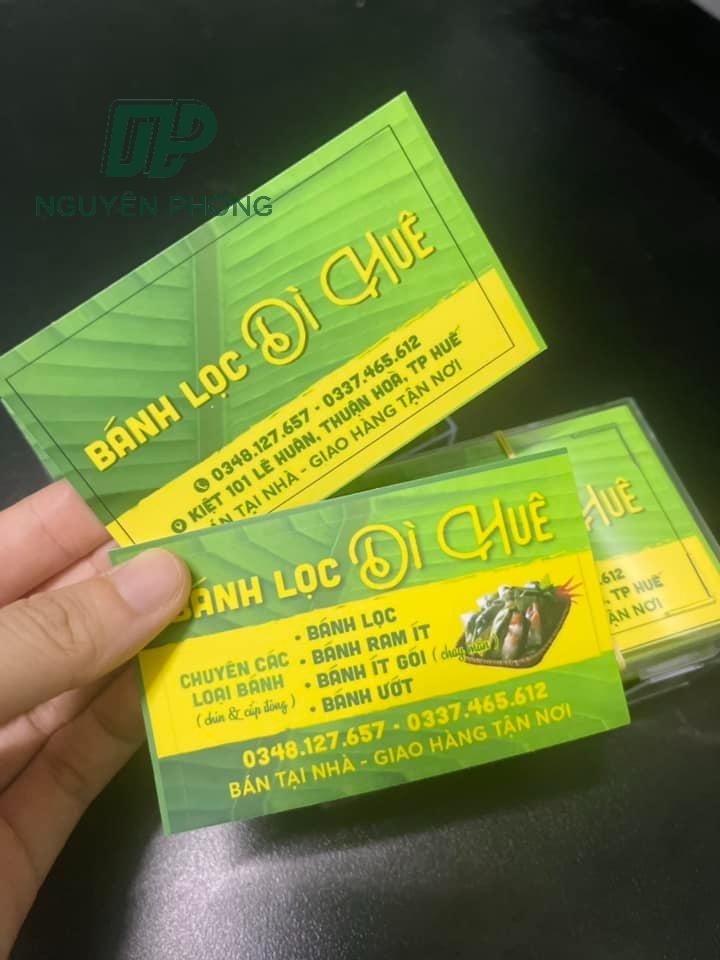 NGUYÊN PHONG
BÁNH LỌC Dì Huê
0348.127.657 - 0337.465.612
KIỆT 101 LÊ HUÂN, THUẬN HOÀ, TP HUẾ
BÁN TẠI NHÀ - GIAO HÀNG TẬN NƠI
BÁNH LỌC Dì Huê
CHUYÊN CÁC
LOẠI BÁNH
(chín & cấp đông)
• BÁNH LỌC
• BÁNH RAM ÍT
• BÁNH ÍT GÓI (chay, mặn)
• BÁNH ƯỚT
0348.127.657 - 0337.465.612
BÁN TẠI NHÀ - GIAO HÀNG TẬN NƠI
Huê
.612
TP HUẾ
TẬN NƠI